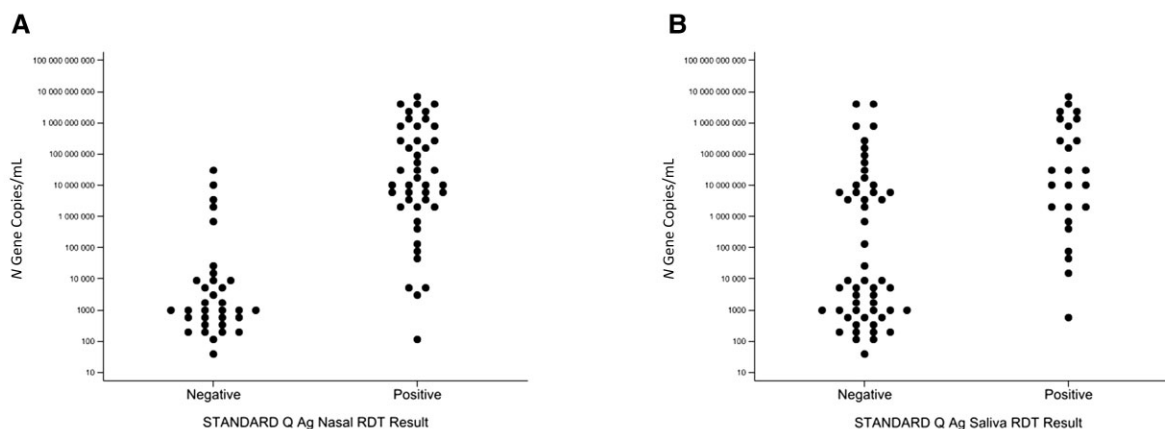 A
N Gene Copies/mL
100 000 000 000
10 000 000 000
1 000 000 000
100 000 000
10 000 000
1 000 000
100 000
10 000
1000
100
10
Negative
Positive
STANDARD Q Ag Nasal RDT Result
B
N Gene Copies/mL
100 000 000 000
10 000 000 000
1 000 000 000
100 000 000
10 000 000
1 000 000
100 000
10 000
1000
100
10
Negative
Positive
STANDARD Q Ag Saliva RDT Result